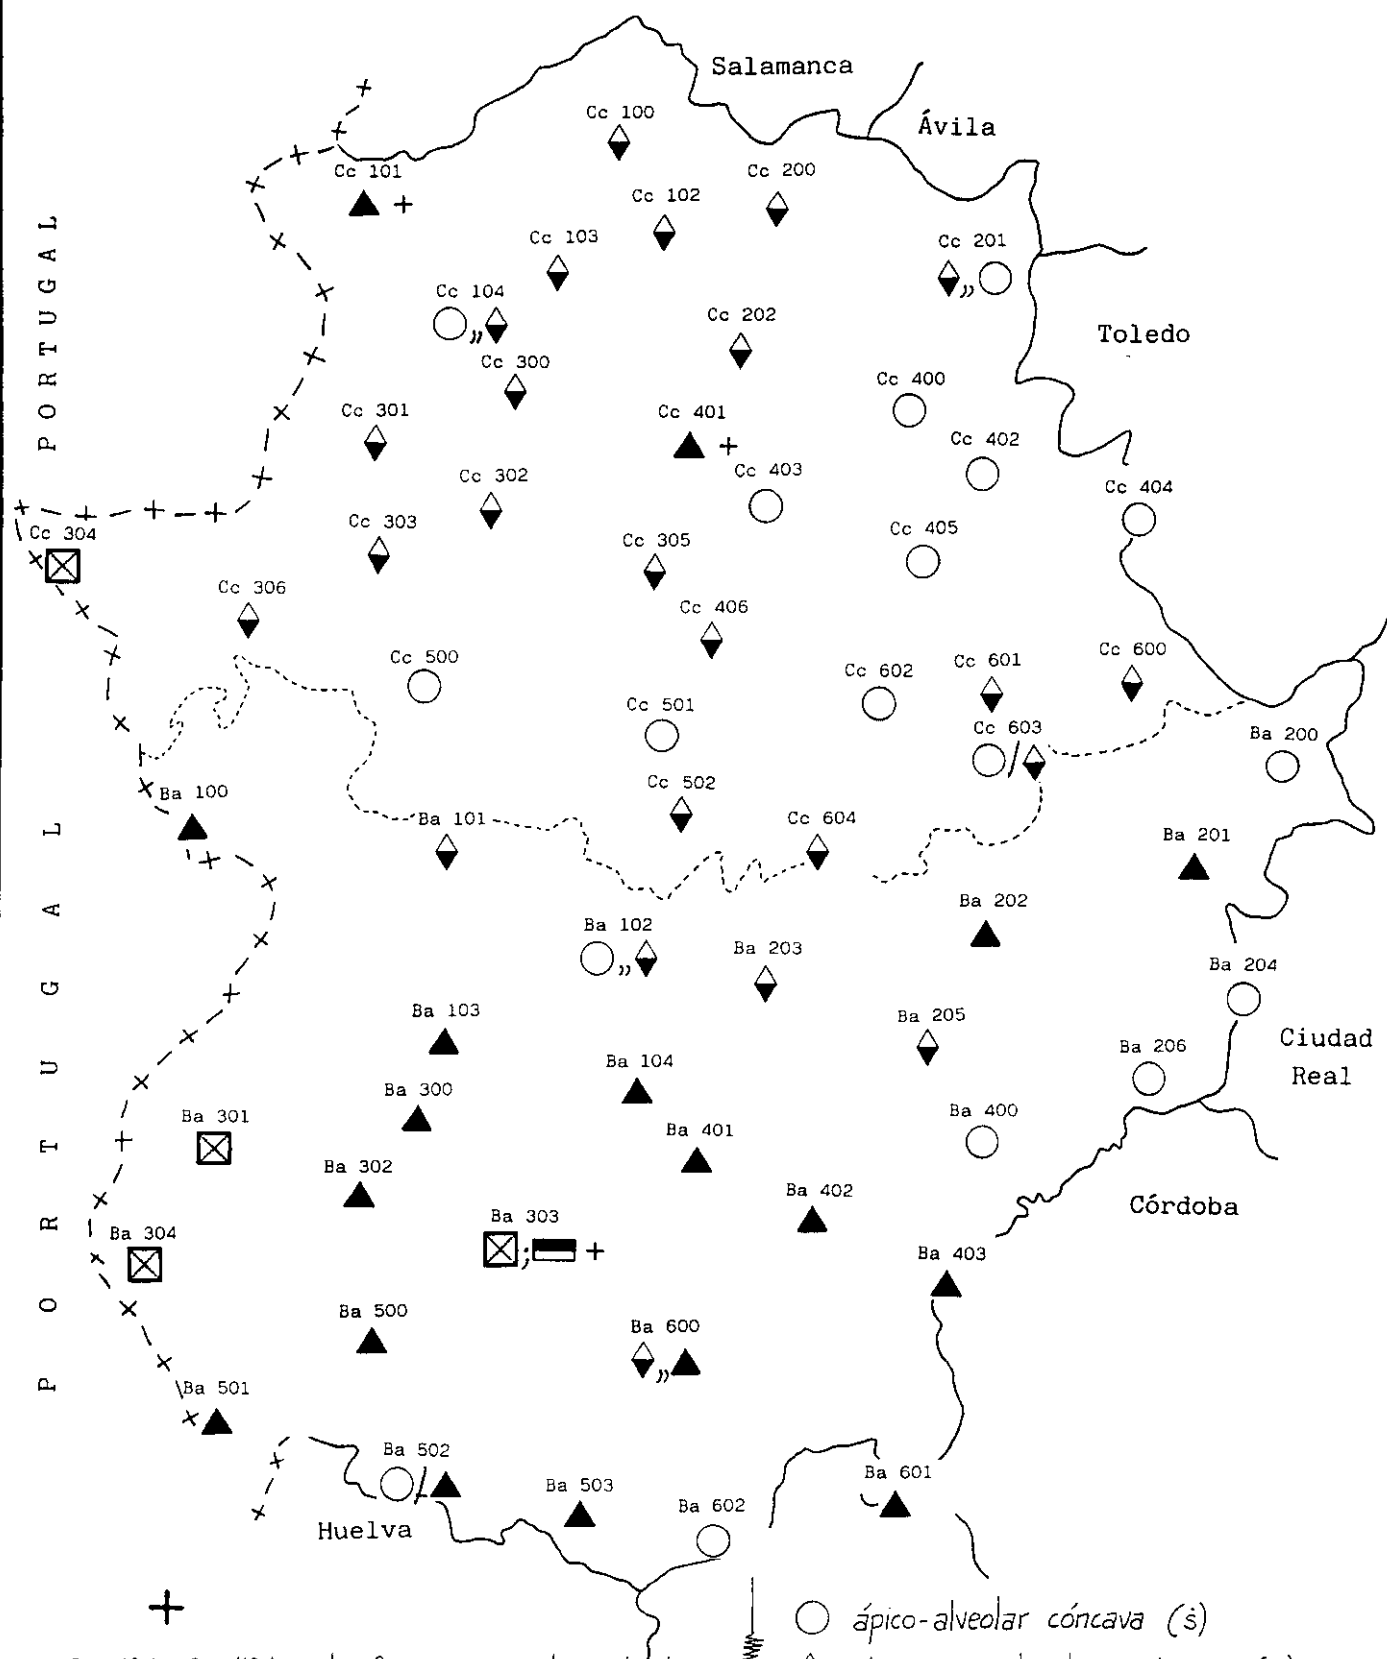 Salamanca
Cc 100
Ávila
Cc 101
Cc 200
Cc 102
Cc 103
Cc 201
PORTUGAL
Cc 104
Cc 202
Toledo
Cc 300
Cc 400
Cc 301
Cc 401
Cc 402
Cc 403
Cc 302
Cc 404
Cc 303
Cc 304
Cc 405
Cc 305
Cc 306
Cc 406
Cc 500
Cc 602
Cc 601
Cc 600
Cc 501
Cc 603
Ba 200
Cc 502
Ba 100
Ba 101
Cc 604
Ba 201
PORTUGAL
Ba 202
Ba 102
Ba 203
Ba 204
Ba 103
Ba 205
Ciudad
Real
Ba 104
Ba 206
Ba 300
Ba 301
Ba 400
Ba 401
Ba 302
Ba 402
Córdoba
Ba 303
Ba 304
Ba 403
Ba 500
Ba 600
Ba 501
Ba 502
Ba 601
Ba 503
Ba 602
Huelva
ápico-alveolar cóncava (ṡ)